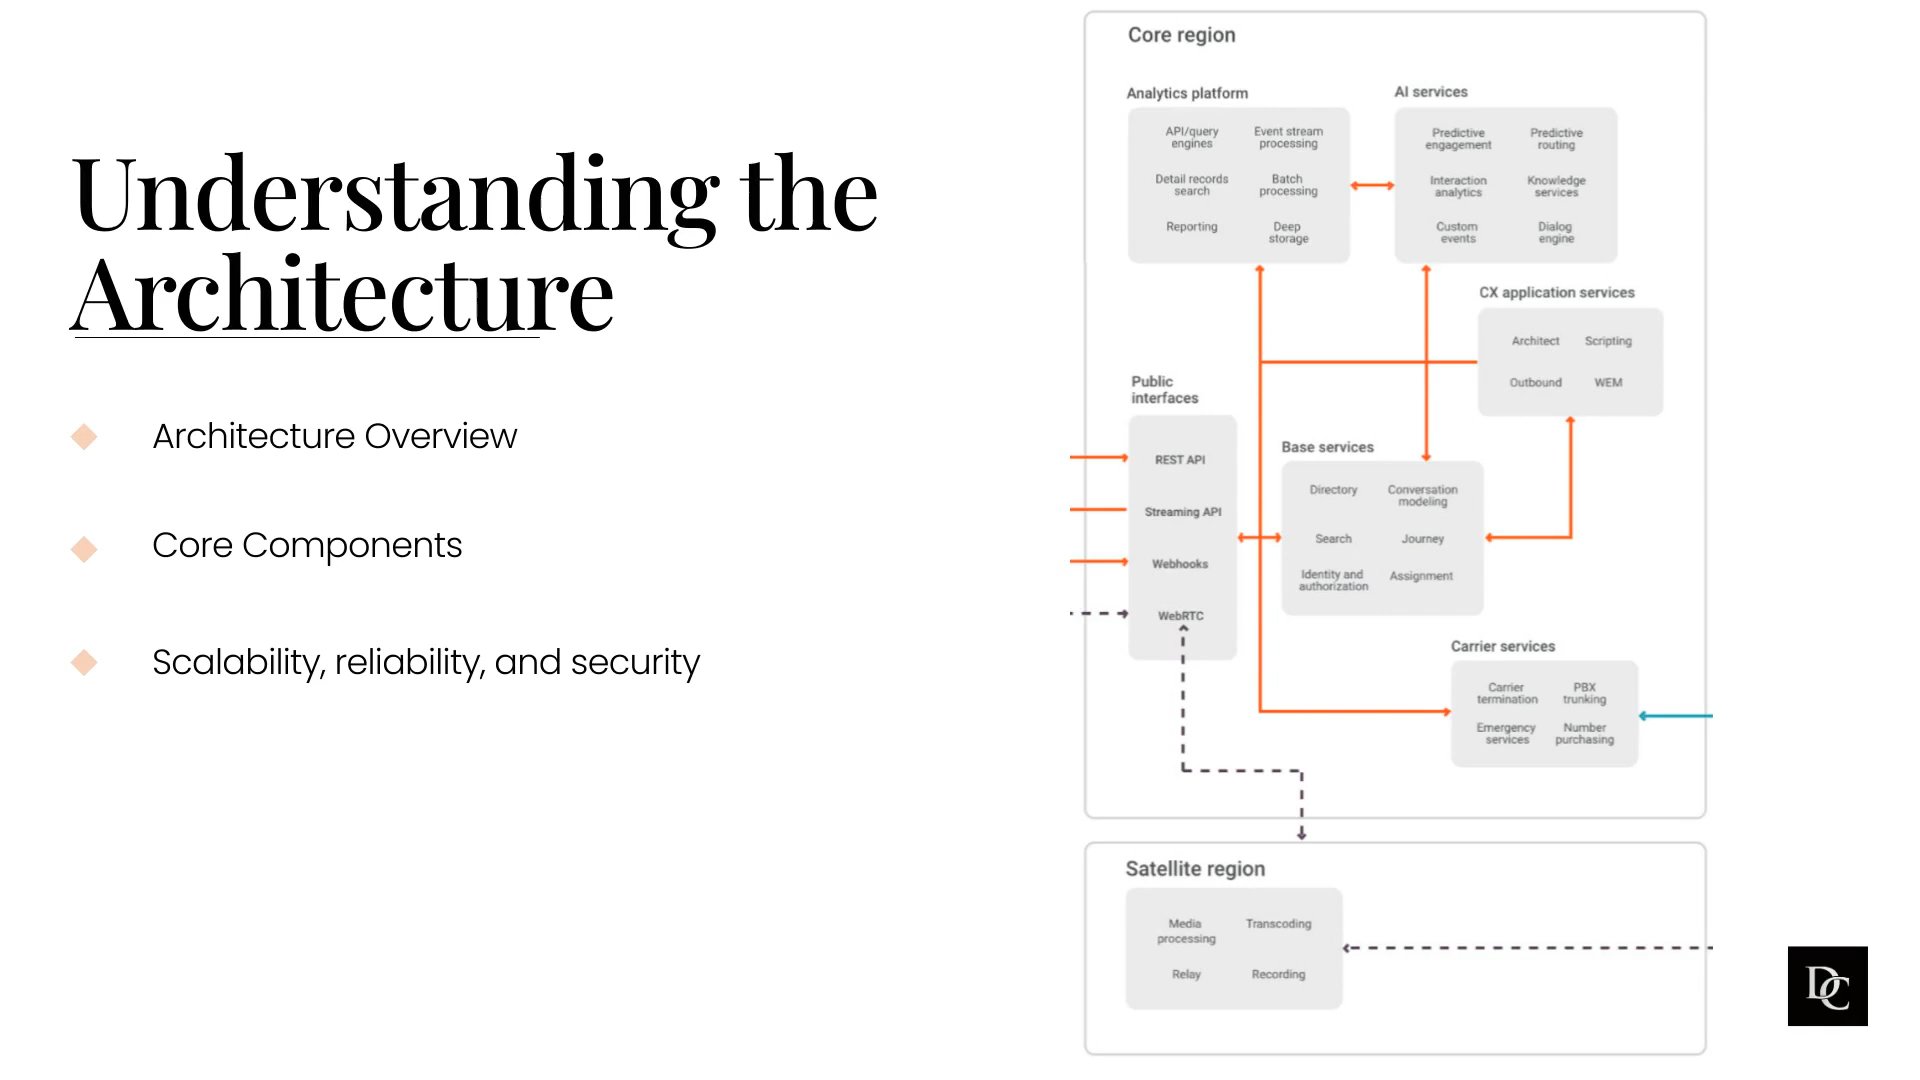 Understanding the
Architecture
Architecture Overview
Core Components
Scalability, reliability, and security
Core region
Analytics platform
API/query
engines
Event stream
processing
Detail records
search
Batch
processing
Reporting
Deep
storage
AI services
Predictive
engagement
Predictive
routing
Interaction
analytics
Knowledge
services
Custom
events
Dialog
engine
CX application services
Architect
Scripting
Outbound
WEM
Public
interfaces
REST API
Streaming API
Webhooks
WebRTC
Base services
Directory
Conversation
modeling
Search
Journey
Identity and
authorization
Assignment
Carrier services
Carrier
termination
PBX
trunking
Emergency
services
Number
purchasing
Satellite region
Media
processing
Transcoding
Relay
Recording
DC